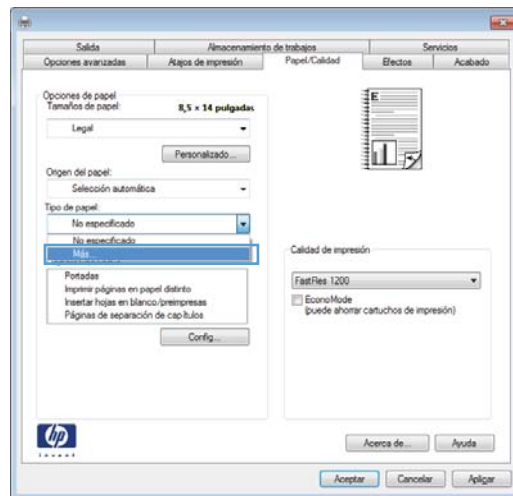 Salida Almacenamiento de trabajos Servicios
Opciones avanzadas Atajos de impresión Papel/Calidad Efectos Acabado
Opciones de papel
Tamaños de papel: 8,5 × 14 pulgadas
Legal
Personalizado...
Origen del papel:
Selección automática
Tipo de papel:
No especificado
No especificado
Más...
Portadas
Imprimir páginas en papel distinto
Insertar hojas en blanco/preimpresas
Páginas de separación de capítulos
Config...
E
Calidad de impresión
FastRes 1200
EconoMode
(puede ahorrar cartuchos de impresión)
hp
invent
Acerca de... Ayuda
Aceptar Cancelar Aplicar